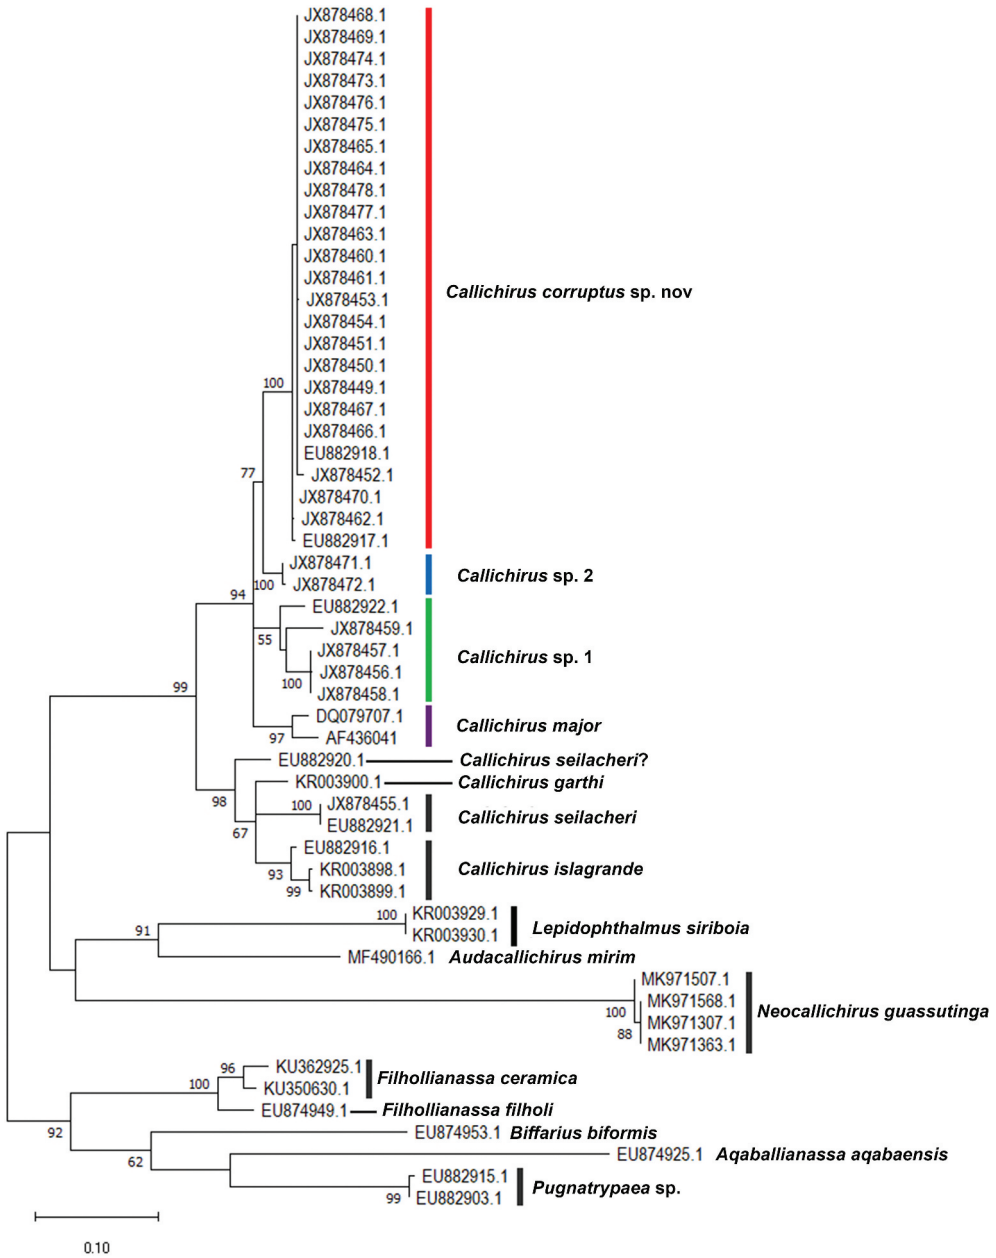 JX878468.1
JX878469.1
JX878474.1
JX878473.1
JX878476.1
JX878475.1
JX878465.1
JX878464.1
JX878478.1
JX878477.1
JX878463.1
JX878460.1
JX878461.1
Callichirus corruptus sp. nov
JX878453.1
JX878454.1
JX878451.1
JX878450.1
100
JX878449.1
JX878467.1
JX878466.1
EU882918.1
77
JX878452.1
JX878470.1
JX878462.1
EU882917.1
JX878471.1
Callichirus sp. 2
100
JX878472.1
94
EU882922.1
JX878459.1
55
JX878457.1
Callichirus sp. 1
JX878456.1
100
JX878458.1
99
DQ079707.1
Callichirus major
97
AF436041
EU882920.1
Callichirus seilacheri?
KR003900.1
Callichirus garthi
98
100
JX878455.1
Callichirus seilacheri
EU882921.1
67
EU882916.1
93
KR003898.1
Callichirus islagrande
99
KR003899.1
100
KR003929.1
Lepidophthalmus siriboia
91
KR003930.1
MF490166.1 Audacallichirus mirim
MK971507.1
MK971568.1
100
Neocallichirus guassutinga
MK971307.1
88
MK971363.1
96
KU362925.1
Filhollianassa ceramica
100
KU350630.1
EU874949.1
Filhollianassa filholi
92
EU874953.1 Biffarius biformis
EU874925.1 Aqaballianassa aqabaensis
62
EU882915.1
Pugnatrypaea sp.
99
EU882903.1
0.10